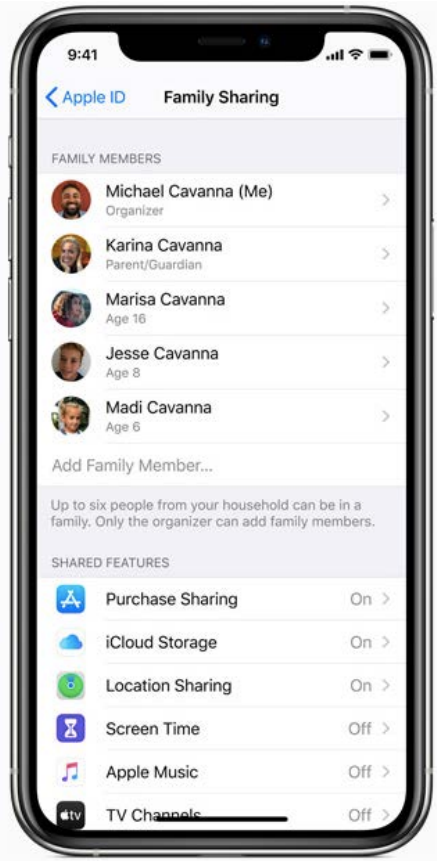 9:41
Apple ID Family Sharing
FAMILY MEMBERS
Michael Cavanna (Me)
Organizer
Karina Cavanna
Parent/Guardian
Marisa Cavanna
Age 16
Jesse Cavanna
Age 8
Madi Cavanna
Age 6
Add Family Member...
Up to six people from your household can be in a
family. Only the organizer can add family members.
SHARED FEATURES
Purchase Sharing On
iCloud Storage On
Location Sharing On
Screen Time Off
Apple Music Off
tv TV Channels Off